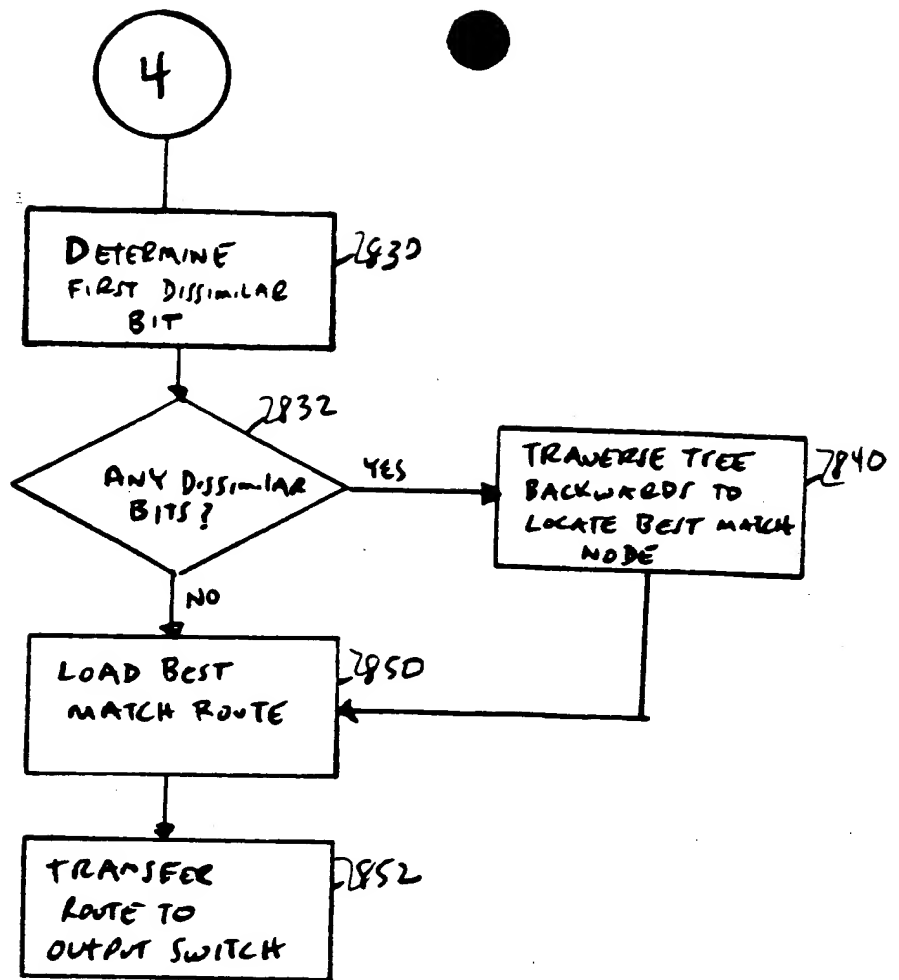 4
DETERMINE
FIRST DISSIMILAR
BIT
2830
2832
ANY DISSIMILAR
BITS?
YES
TRAVERSE TREE
BACKWARDS TO
LOCATE BEST MATCH
NODE
2840
NO
LOAD BEST
MATCH ROUTE
2850
TRANSFER
ROUTE TO
OUTPUT SWITCH
2852